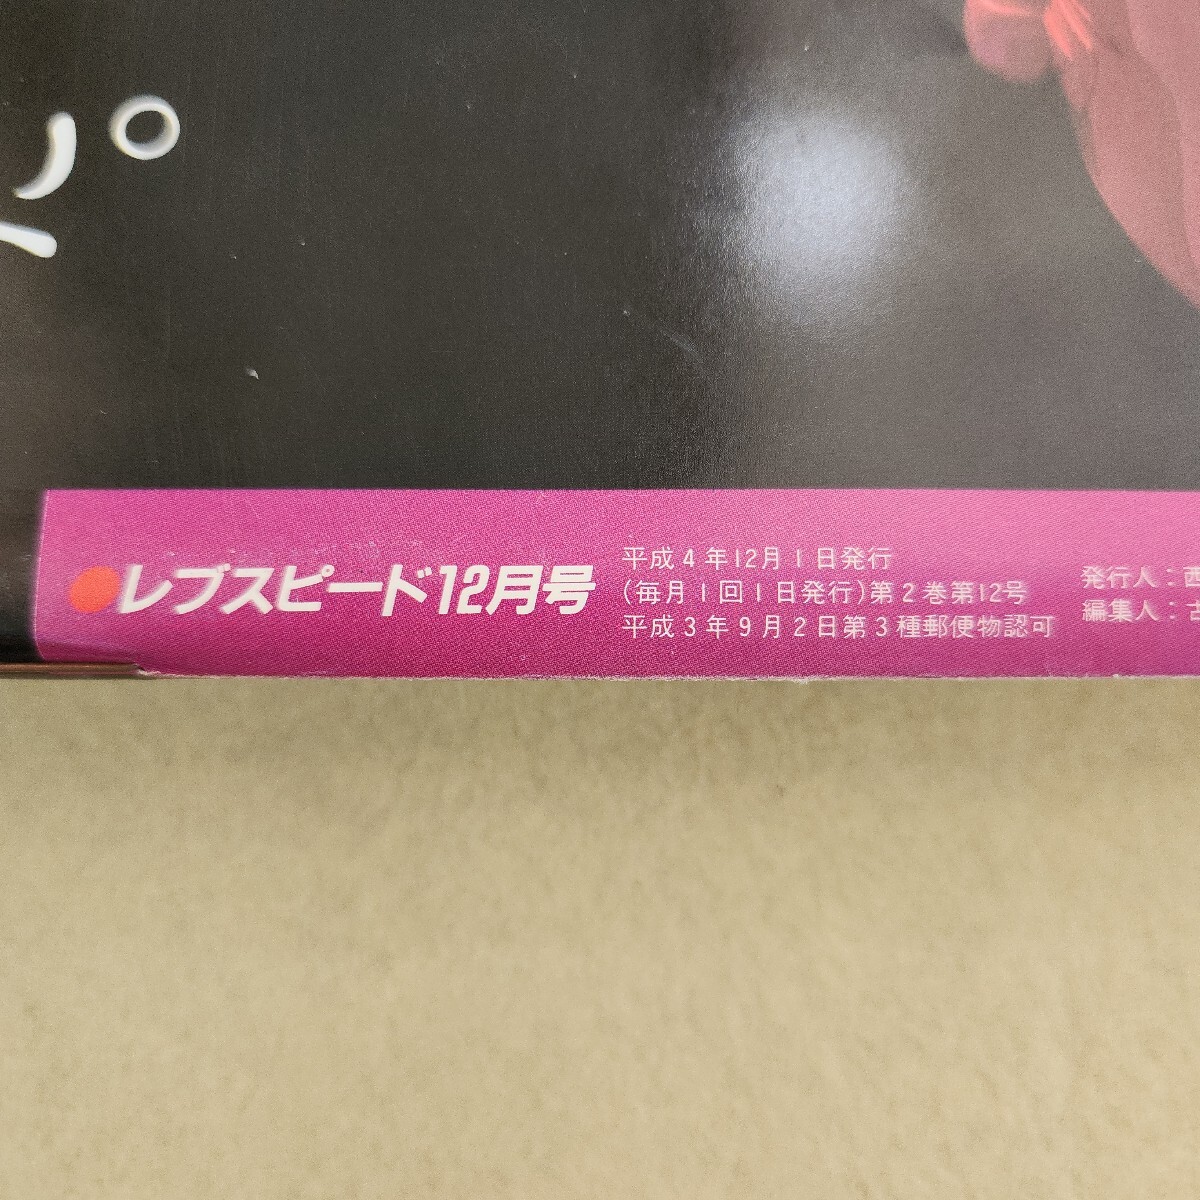 ●レブスピード12月号
平成4年12月1日発行
(毎月1回1日発行)第2巻第12号
平成3年9月2日第3種郵便物認可
発行人：西
編集人：古